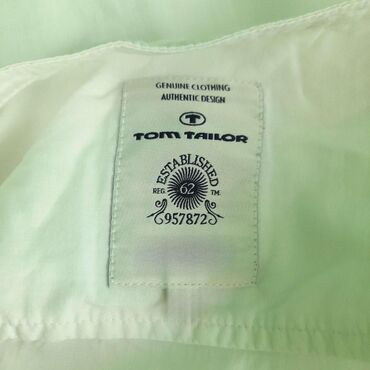 GENUINE CLOTHING
AUTHENTIC DESIGN
T
TOM TAILOR
ESTABLISHED
REG. 62 TM.
957872